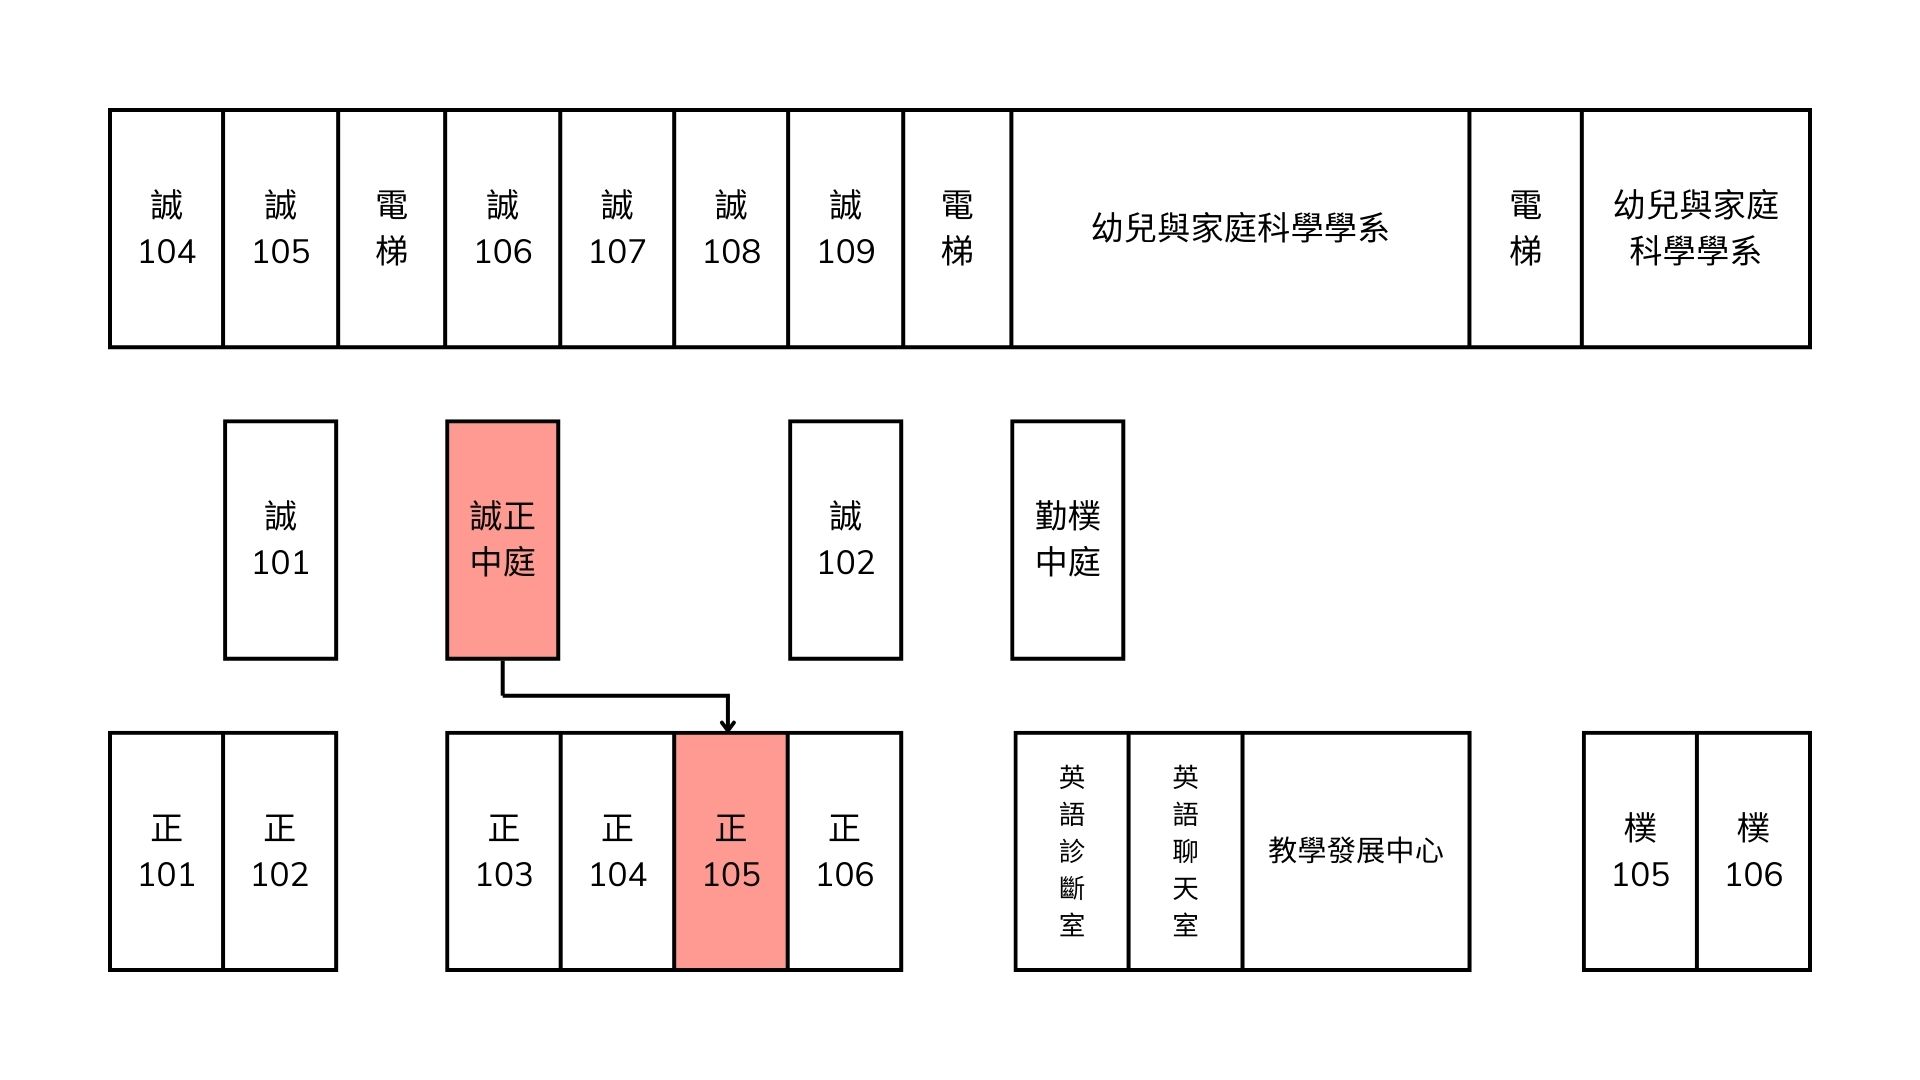 誠
104
誠
105
電
梯
誠
106
誠
107
誠
108
誠
109
電
梯
幼兒與家庭科學學系
電
梯
幼兒與家庭
科學學系
誠
101
誠正
中庭
誠
102
勤樸
中庭
正
101
正
102
正
103
正
104
正
105
正
106
英
語
診
斷
室
英
語
聊
天
室
教學發展中心
樸
105
樸
106